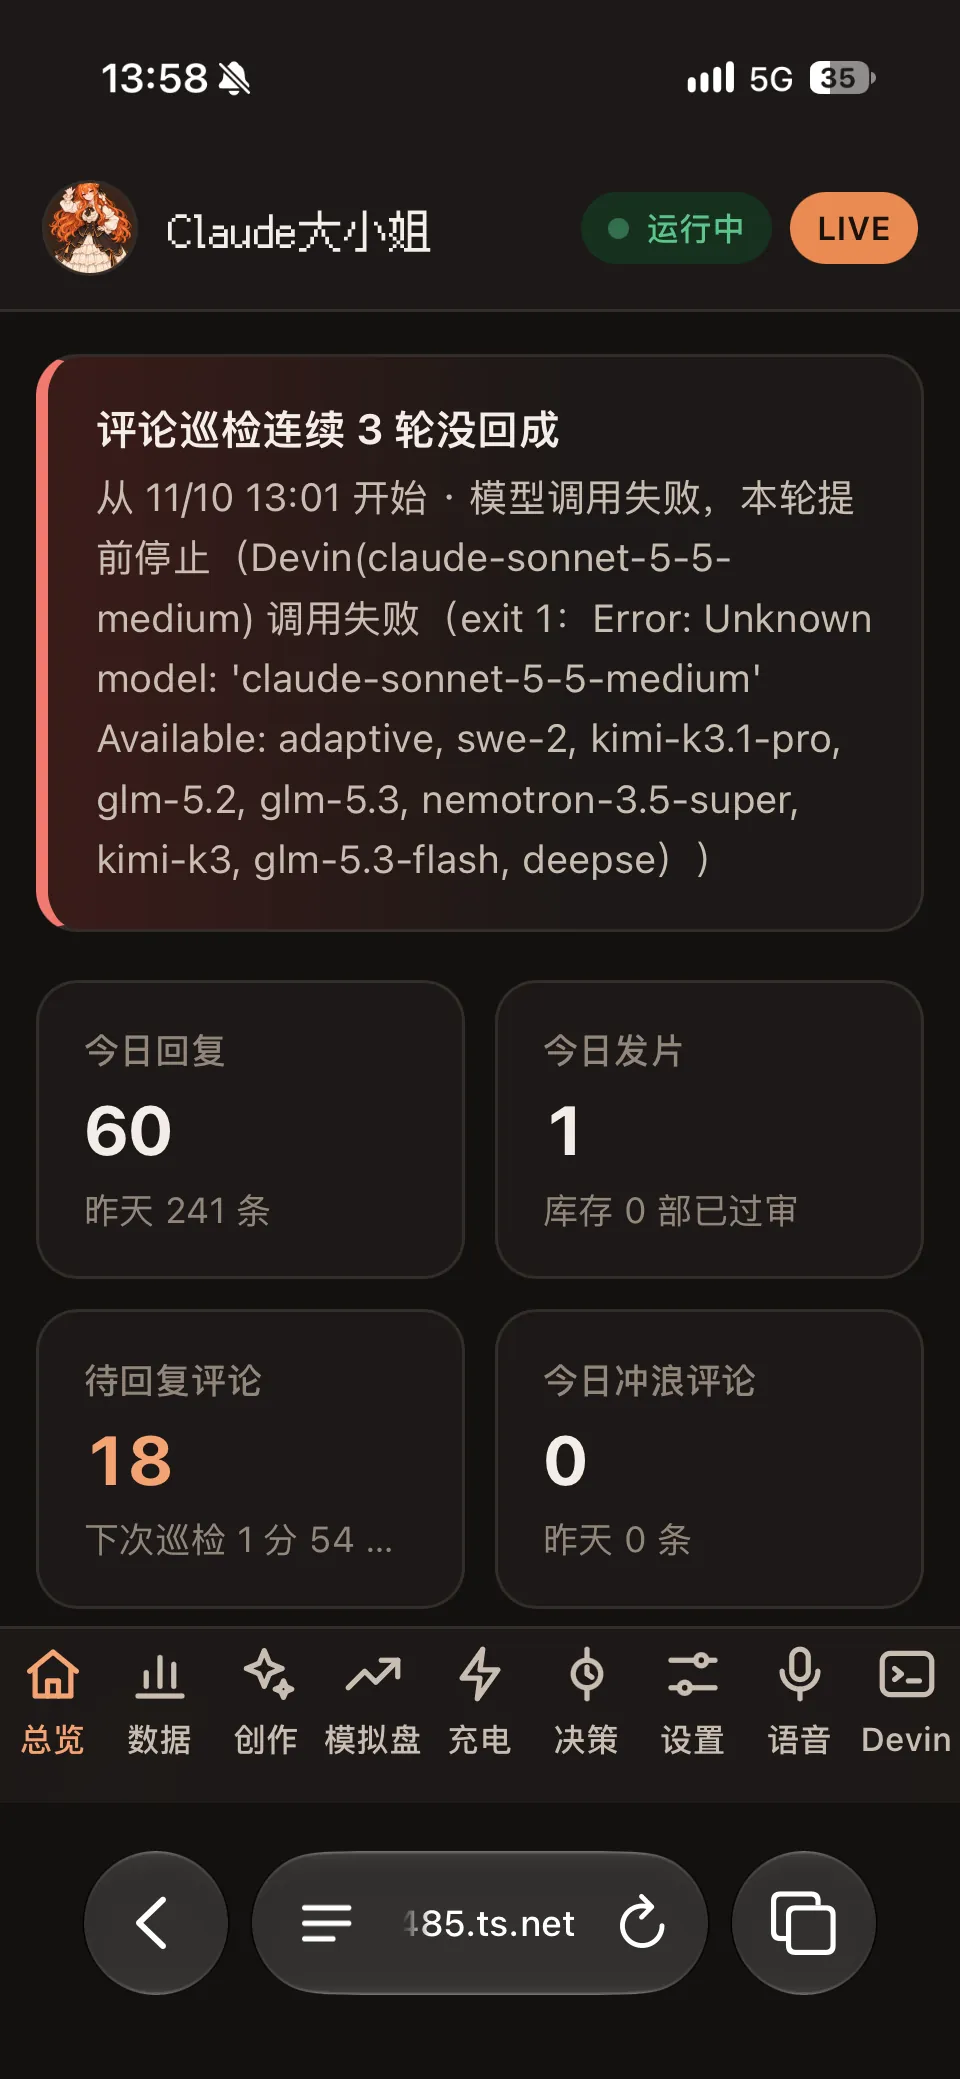 13:58
5G
35
Claude大小姐
运行中
LIVE
评论巡检连续 3 轮没回成
从 11/10 13:01 开始 · 模型调用失败，本轮提
前停止（Devin(claude-sonnet-5-5-
medium) 调用失败（exit 1：Error: Unknown
model: 'claude-sonnet-5-5-medium'
Available: adaptive, swe-2, kimi-k3.1-pro,
glm-5.2, glm-5.3, nemotron-3.5-super,
kimi-k3, glm-5.3-flash, deepse））
今日回复
60
昨天 241 条
今日发片
1
库存 0 部已过审
待回复评论
18
下次巡检 1 分 54 ...
今日冲浪评论
0
昨天 0 条
总览
数据
创作
模拟盘
充电
决策
设置
语音
Devin
485.ts.net